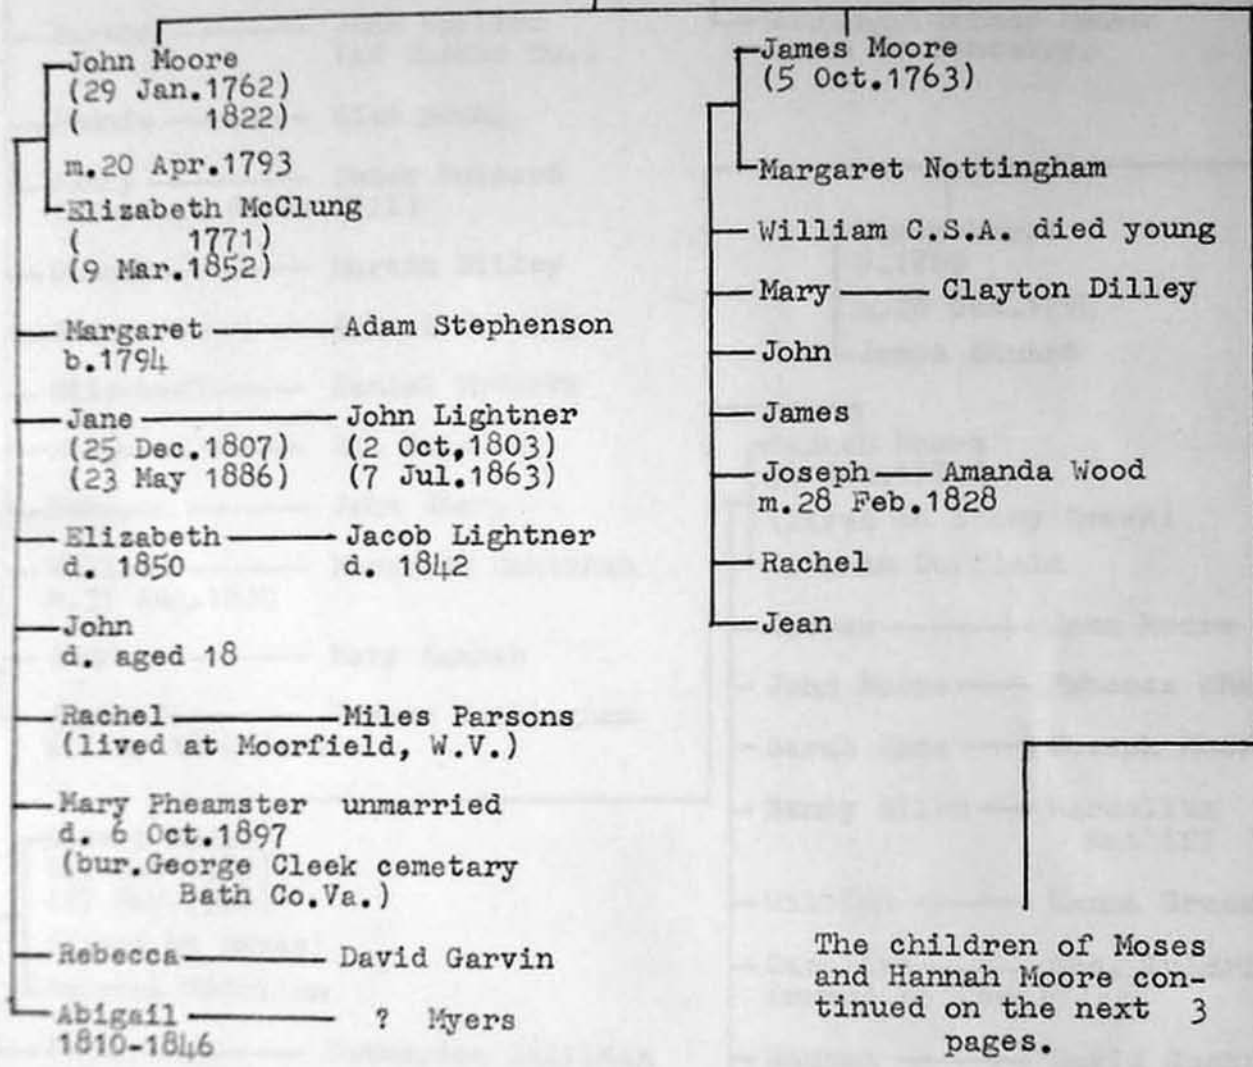 John Moore
(29 Jan.1762)
( 1822)
m.20 Apr.1793
Elizabeth McClung
( 1771)
(9 Mar.1852)
Margaret Adam Stephenson
b.1794
Jane John Lightner
(25 Dec.1807) (2 Oct,1803)
(23 May 1886) (7 Jul.1863)
Elizabeth Jacob Lightner
d. 1850 d. 1842
John
d. aged 18
Rachel Miles Parsons
(lived at Moorfield, W.V.)
Mary Pheamster unmarried
d. 6 Oct.1897
(bur.George Cleek cemetary
Bath Co.Va.)
Rebecca David Garvin
Abigail ? Myers
1810-1846
James Moore
(5 Oct.1763)
Margaret Nottingham
William C.S.A. died young
Mary Clayton Dilley
John
James
Joseph Amanda Wood
m.28 Feb.1828
Rachel
Jean
The children of Moses
and Hannah Moore con-
tinued on the next 3
pages.